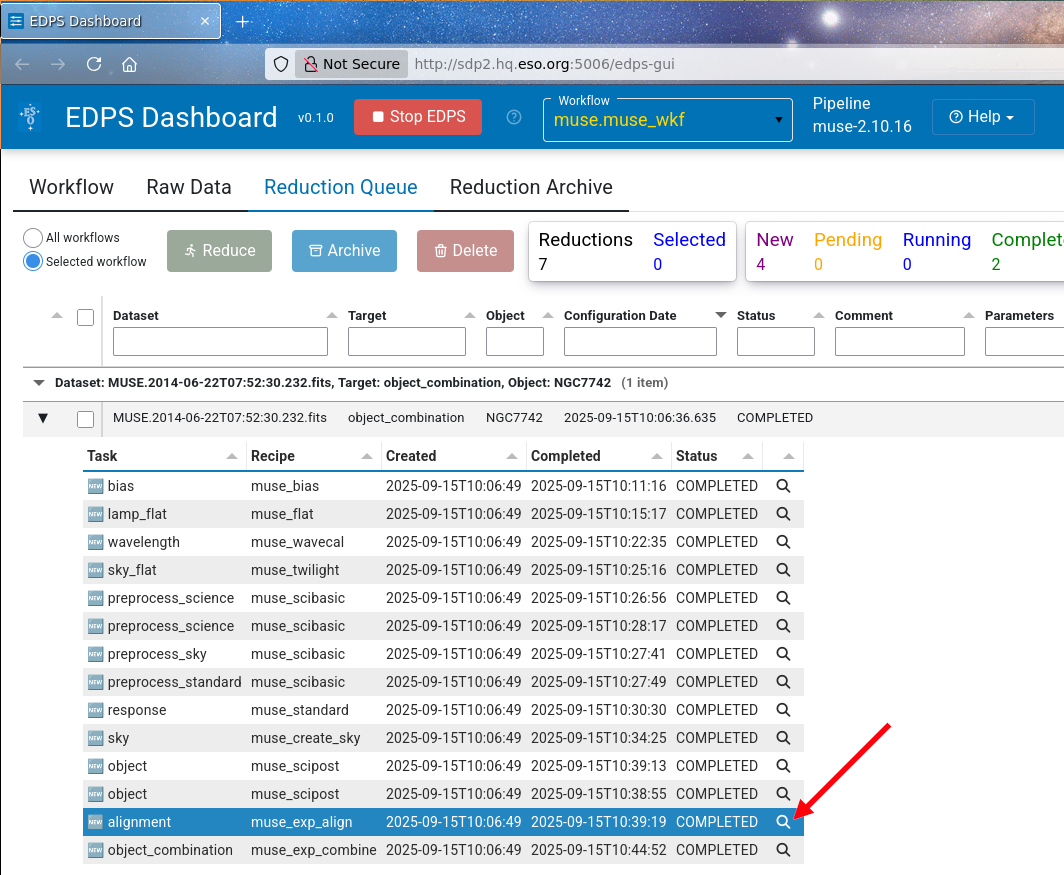 EDPS Dashboard
Not Secure http://sdp2.hq.eso.org:5006/edps-gui
EDPS Dashboard v0.1.0 Stop EDPS Workflow muse.muse_wkf Pipeline muse-2.10.16 Help
Workflow Raw Data Reduction Queue Reduction Archive
All workflows
Selected workflow
Reduce Archive Delete
Reductions Selected New Pending Running Complet
7 0 4 0 0 2
Dataset Target Object Configuration Date Status Comment Parameters
Dataset: MUSE.2014-06-22T07:52:30.232.fits, Target: object_combination, Object: NGC7742 (1 item)
MUSE.2014-06-22T07:52:30.232.fits object_combination NGC7742 2025-09-15T10:06:36.635 COMPLETED
Task Recipe Created Completed Status
NEW bias muse_bias 2025-09-15T10:06:49 2025-09-15T10:11:16 COMPLETED
NEW lamp_flat muse_flat 2025-09-15T10:06:49 2025-09-15T10:15:17 COMPLETED
NEW wavelength muse_wavecal 2025-09-15T10:06:49 2025-09-15T10:22:35 COMPLETED
NEW sky_flat muse_twilight 2025-09-15T10:06:49 2025-09-15T10:25:16 COMPLETED
NEW preprocess_science muse_scibasic 2025-09-15T10:06:49 2025-09-15T10:26:56 COMPLETED
NEW preprocess_science muse_scibasic 2025-09-15T10:06:49 2025-09-15T10:28:17 COMPLETED
NEW preprocess_sky muse_scibasic 2025-09-15T10:06:49 2025-09-15T10:27:41 COMPLETED
NEW preprocess_standard muse_scibasic 2025-09-15T10:06:49 2025-09-15T10:27:49 COMPLETED
NEW response muse_standard 2025-09-15T10:06:49 2025-09-15T10:30:30 COMPLETED
NEW sky muse_create_sky 2025-09-15T10:06:49 2025-09-15T10:34:25 COMPLETED
NEW object muse_scipost 2025-09-15T10:06:49 2025-09-15T10:39:13 COMPLETED
NEW object muse_scipost 2025-09-15T10:06:49 2025-09-15T10:38:55 COMPLETED
NEW alignment muse_exp_align 2025-09-15T10:06:49 2025-09-15T10:39:19 COMPLETED
NEW object_combination muse_exp_combine 2025-09-15T10:06:49 2025-09-15T10:44:52 COMPLETED